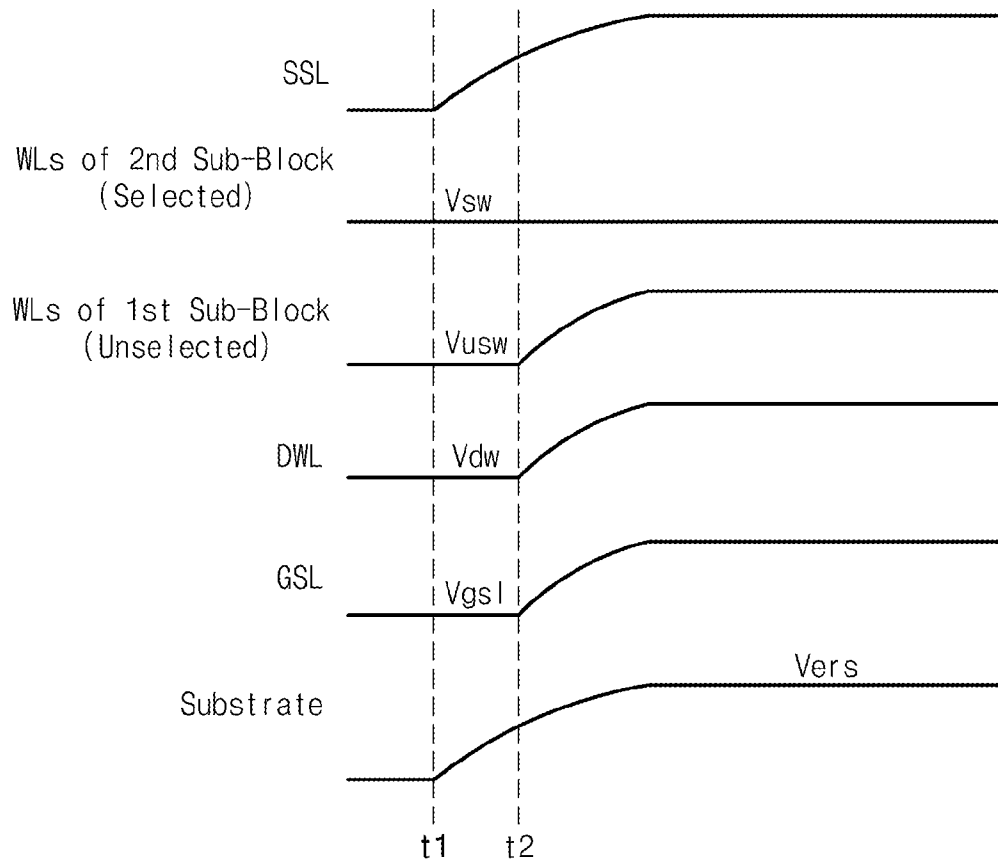 SSL
WLs of 2nd Sub-Block
(Selected)
Vsw
WLs of 1st Sub-Block
(Unselected)
Vusw
DWL
Vdw
GSL
Vgsl
Substrate
Vers
t1
t2